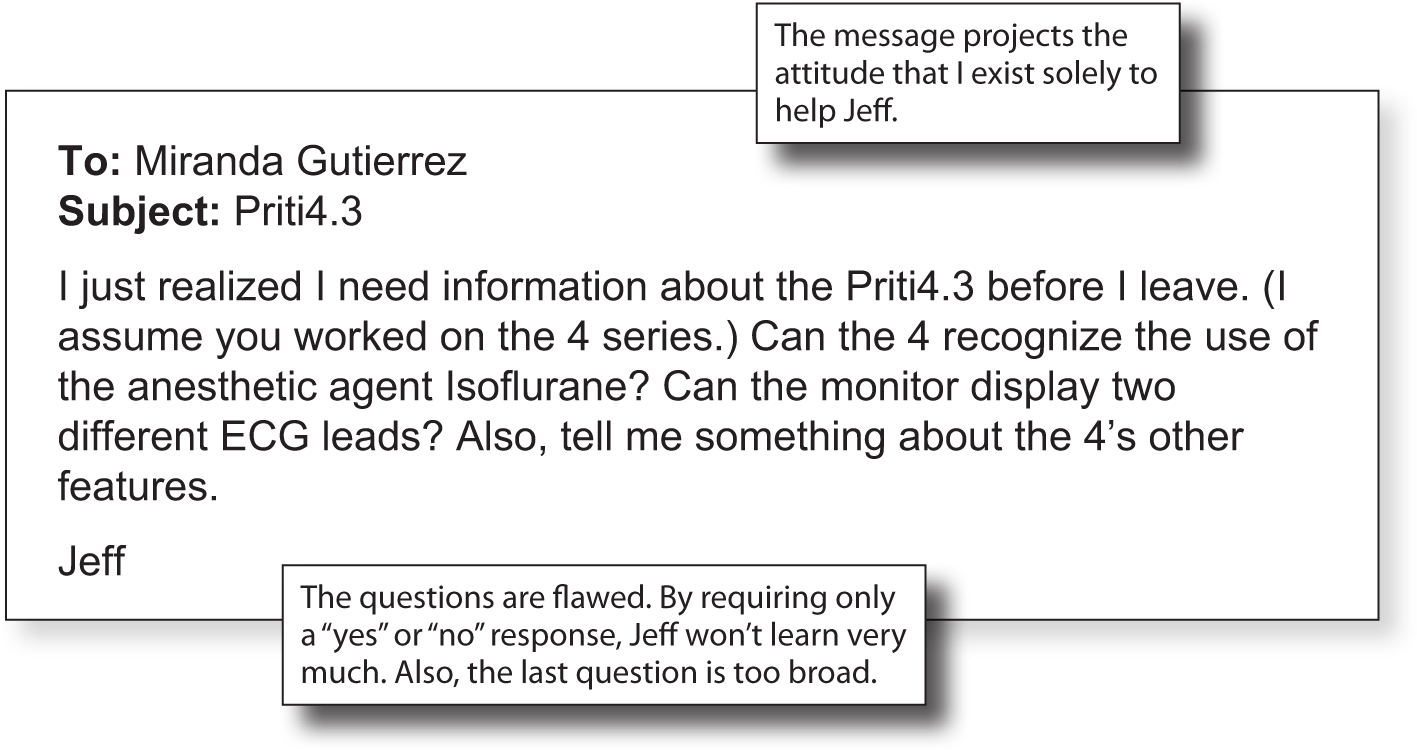 The message projects the
attitude that I exist solely to
help Jeff.
To: Miranda Gutierrez
Subject: Priti4.3
I just realized I need information about the Priti4.3 before I leave. (I
assume you worked on the 4 series.) Can the 4 recognize the use of
the anesthetic agent Isoflurane? Can the monitor display two
different ECG leads? Also, tell me something about the 4’s other
features.
Jeff
The questions are flawed. By requiring only
a “yes” or “no” response, Jeff won’t learn very
much. Also, the last question is too broad.